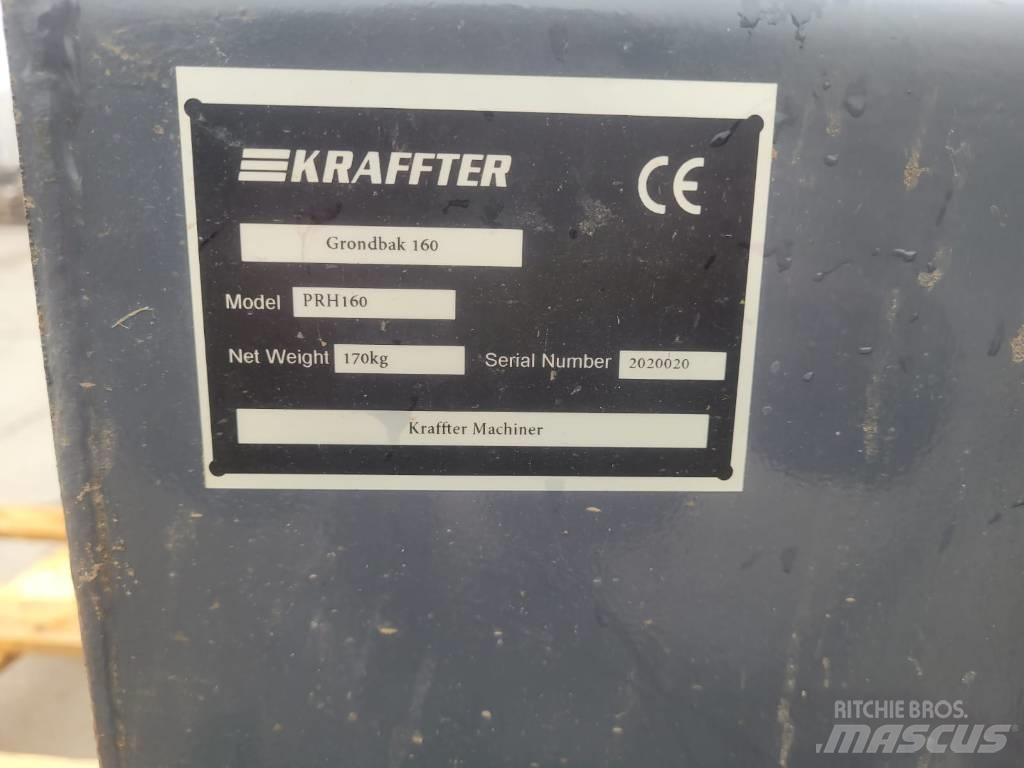 KRAFFTER
CE
Grondbak 160
Model PRH160
Net Weight 170kg Serial Number 2020020
Kraffter Machiner
RITCHIE BROS.
MASCUS